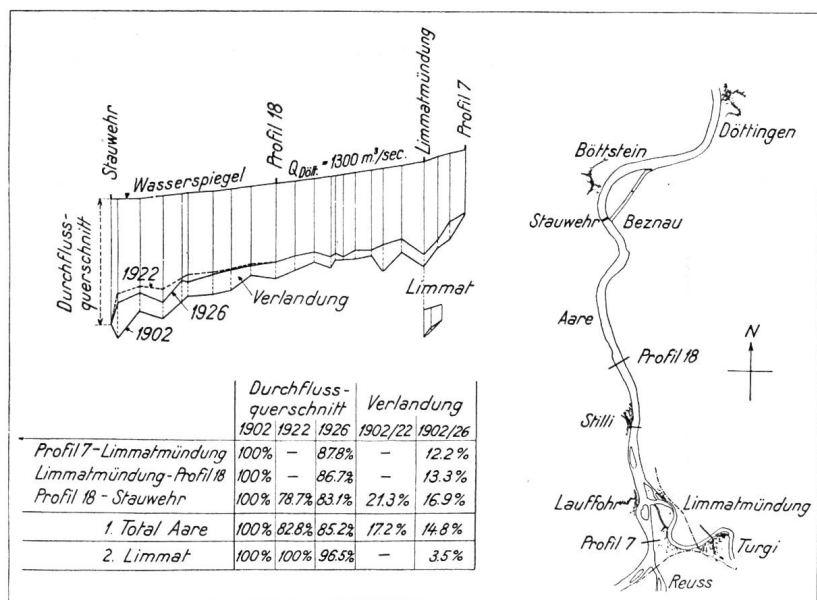 Stauwehr
Profil 18
Limmatmündung
Profil 7
Wasserspiegel
Q Dött. = 1300 m³/sec.
Durchfluss-
querschnitt
1922
1902
1926
Verlandung
Limmat
Durchfluss-
querschnitt Verlandung
1902 1922 1926 1902/22 1902/26
Profil 7-Limmatmündung 100% – 87.8% – 12.2%
Limmatmündung-Profil 18 100% – 86.7% – 13.3%
Profil 18 - Stauwehr 100% 78.7% 83.1% 21.3% 16.9%
1. Total Aare 100% 82.8% 85.2% 17.2% 14.8%
2. Limmat 100% 100% 96.5% – 3.5%
Döttingen
Böttstein
Stauwehr
Beznau
Aare
N
Profil 18
Stilli
Lauffohr
Limmatmündung
Profil 7
Turgi
Reuss